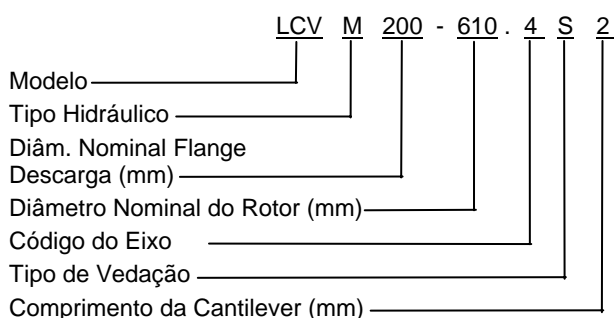 LCV M 200 - 610 . 4 S 2
Modelo
Tipo Hidráulico
Diâm. Nominal Flange
Descarga (mm)
Diâmetro Nominal do Rotor (mm)
Código do Eixo
Tipo de Vedação
Comprimento da Cantilever (mm)